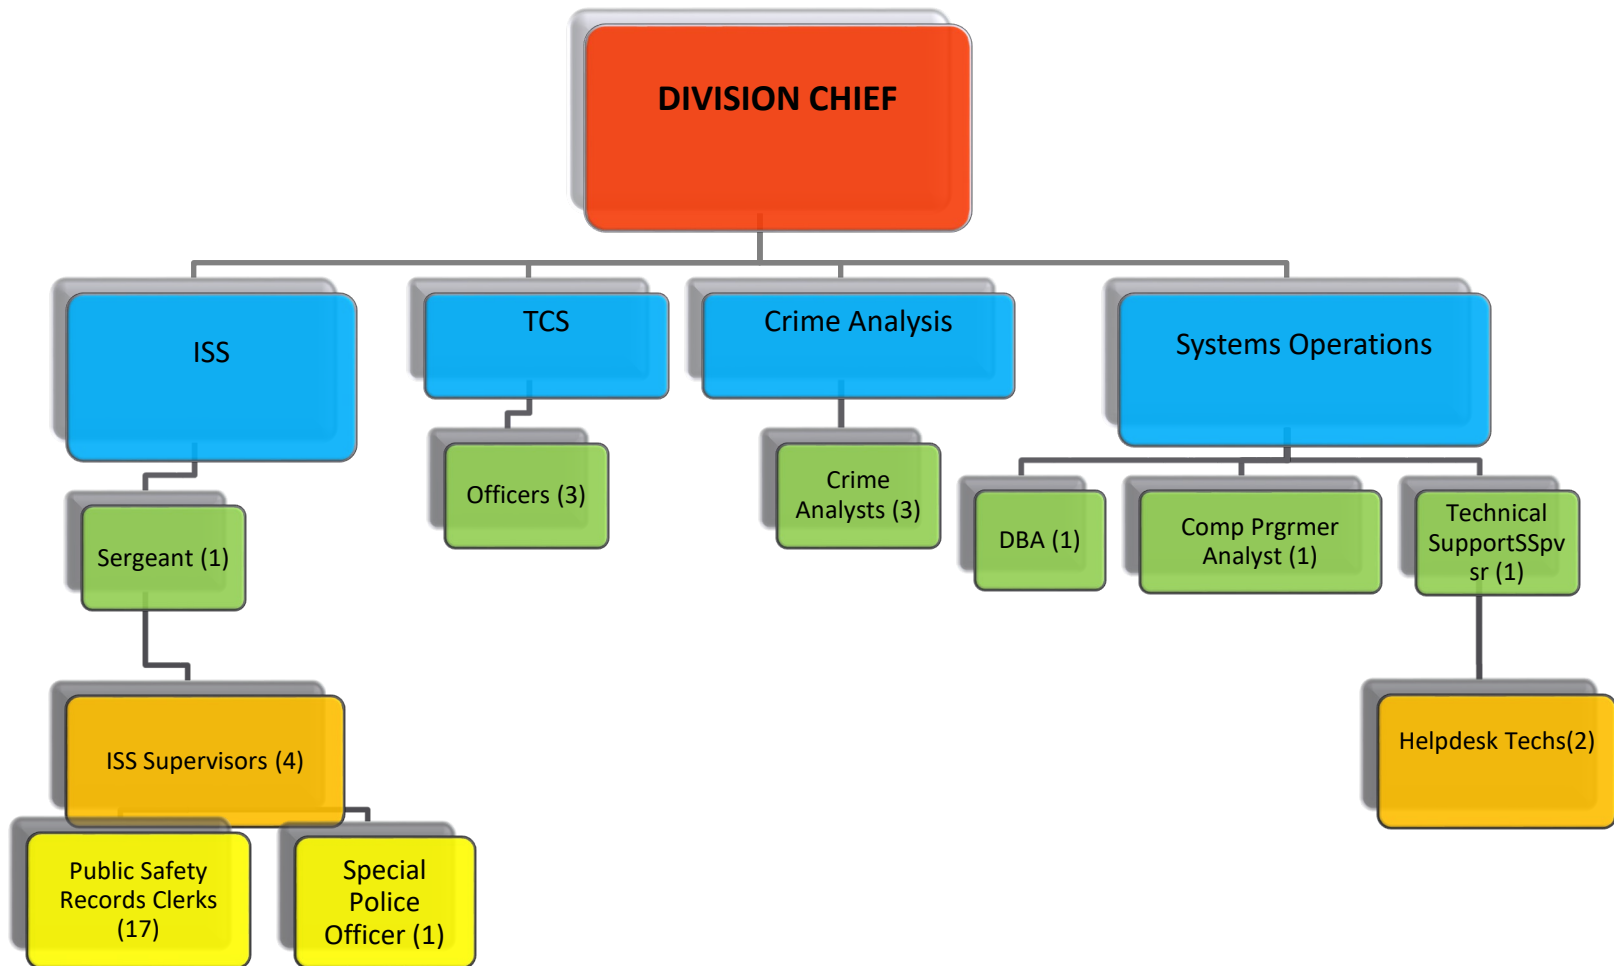 DIVISION CHIEF
ISS
TCS
Crime Analysis
Systems Operations
Sergeant (1)
Officers (3)
Crime
Analysts (3)
DBA (1)
Comp Prgrmer
Analyst (1)
Technical
SupportSSpv
sr (1)
ISS Supervisors (4)
Helpdesk Techs(2)
Public Safety
Records Clerks
(17)
Special
Police
Officer (1)